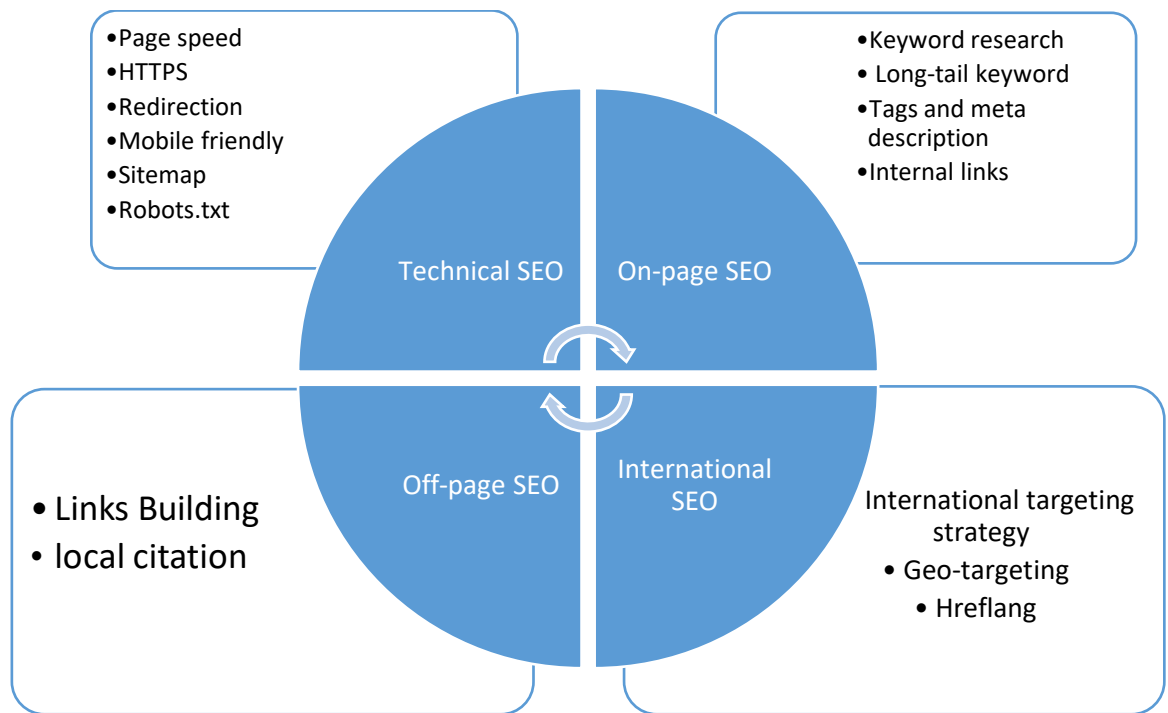 •Page speed
•HTTPS
•Redirection
•Mobile friendly
•Sitemap
•Robots.txt
•Keyword research
• Long-tail keyword
•Tags and meta
description
•Internal links
Technical SEO
On-page SEO
Off-page SEO
International
SEO
• Links Building
• local citation
International targeting
strategy
• Geo-targeting
• Hreflang